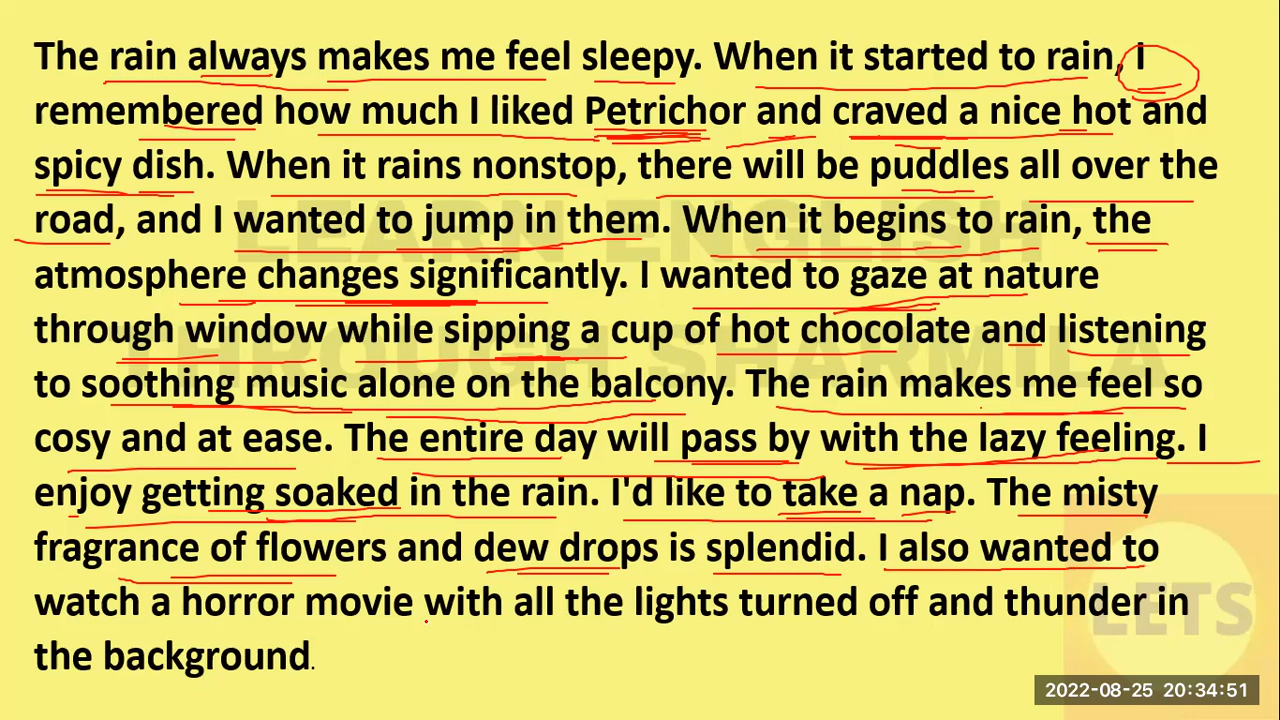 The rain always makes me feel sleepy. When it started to rain, I
remembered how much I liked Petrichor and craved a nice hot and
spicy dish. When it rains nonstop, there will be puddles all over the
road, and I wanted to jump in them. When it begins to rain, the
atmosphere changes significantly. I wanted to gaze at nature
through window while sipping a cup of hot chocolate and listening
to soothing music alone on the balcony. The rain makes me feel so
cosy and at ease. The entire day will pass by with the lazy feeling. I
enjoy getting soaked in the rain. I'd like to take a nap. The misty
fragrance of flowers and dew drops is splendid. I also wanted to
watch a horror movie with all the lights turned off and thunder in
the background.
LEARN ENGLISH
THROUGH SHARMILA
LETS
2022-08-25 20:34:51